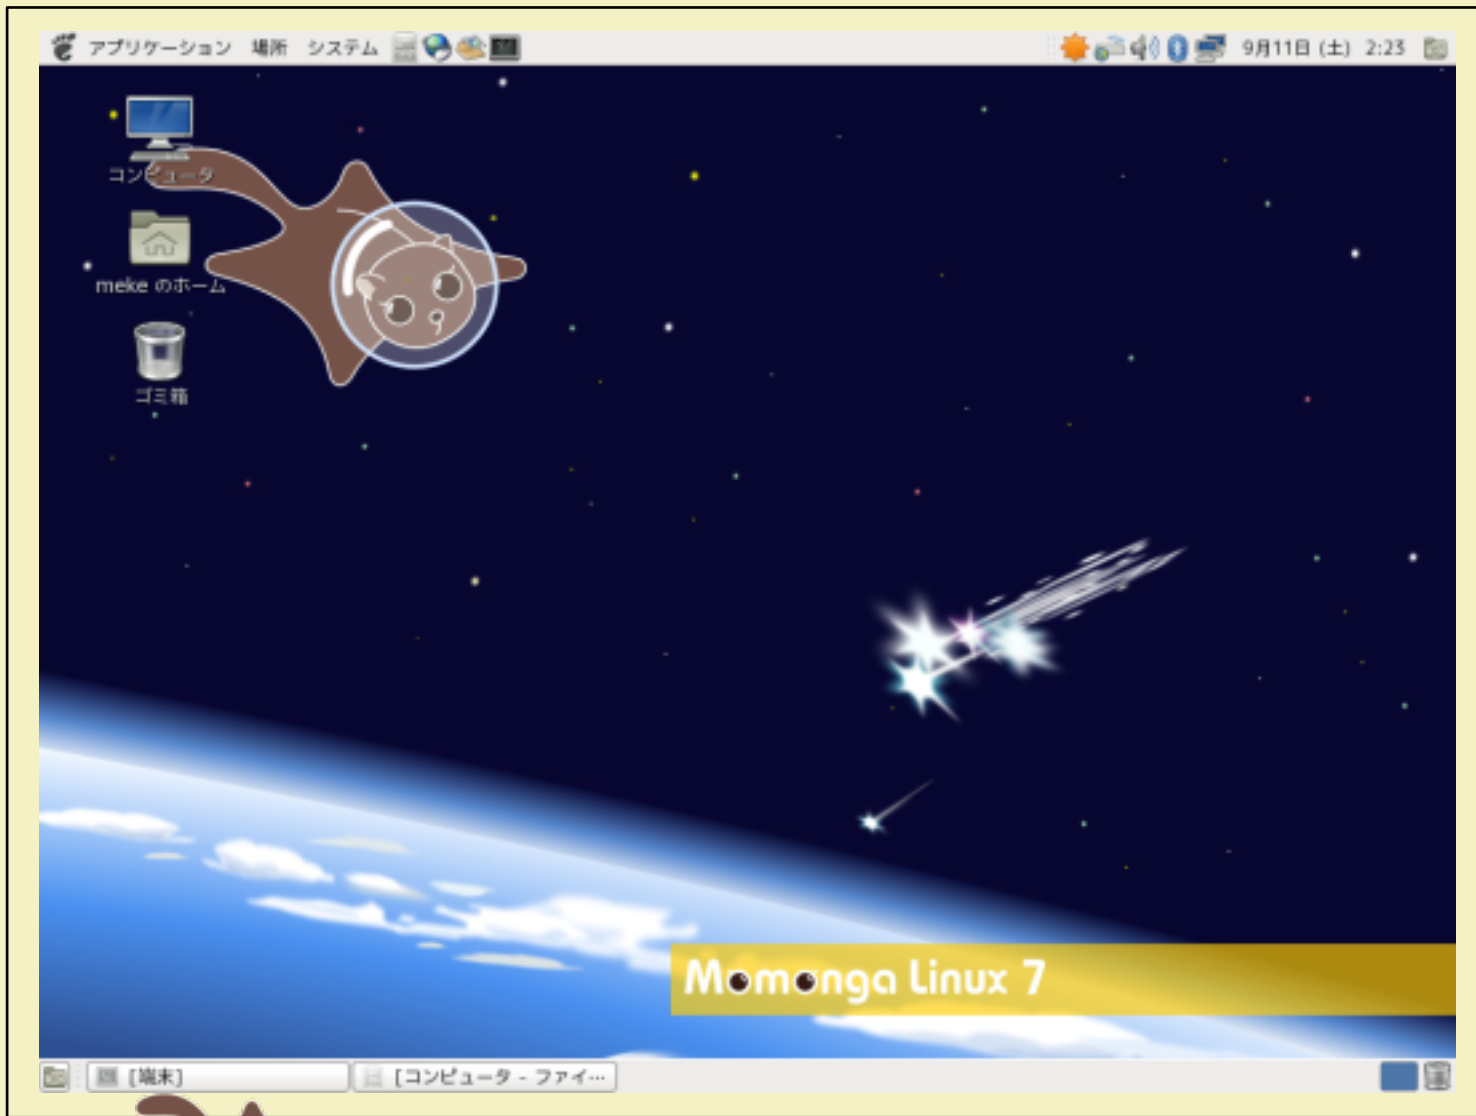 アプリケーション 場所 システム 9月11日 (土) 2:23
コンピュータ
meke のホーム
ゴミ箱
Momonga Linux 7
[端末] [コンピュータ - ファイ…